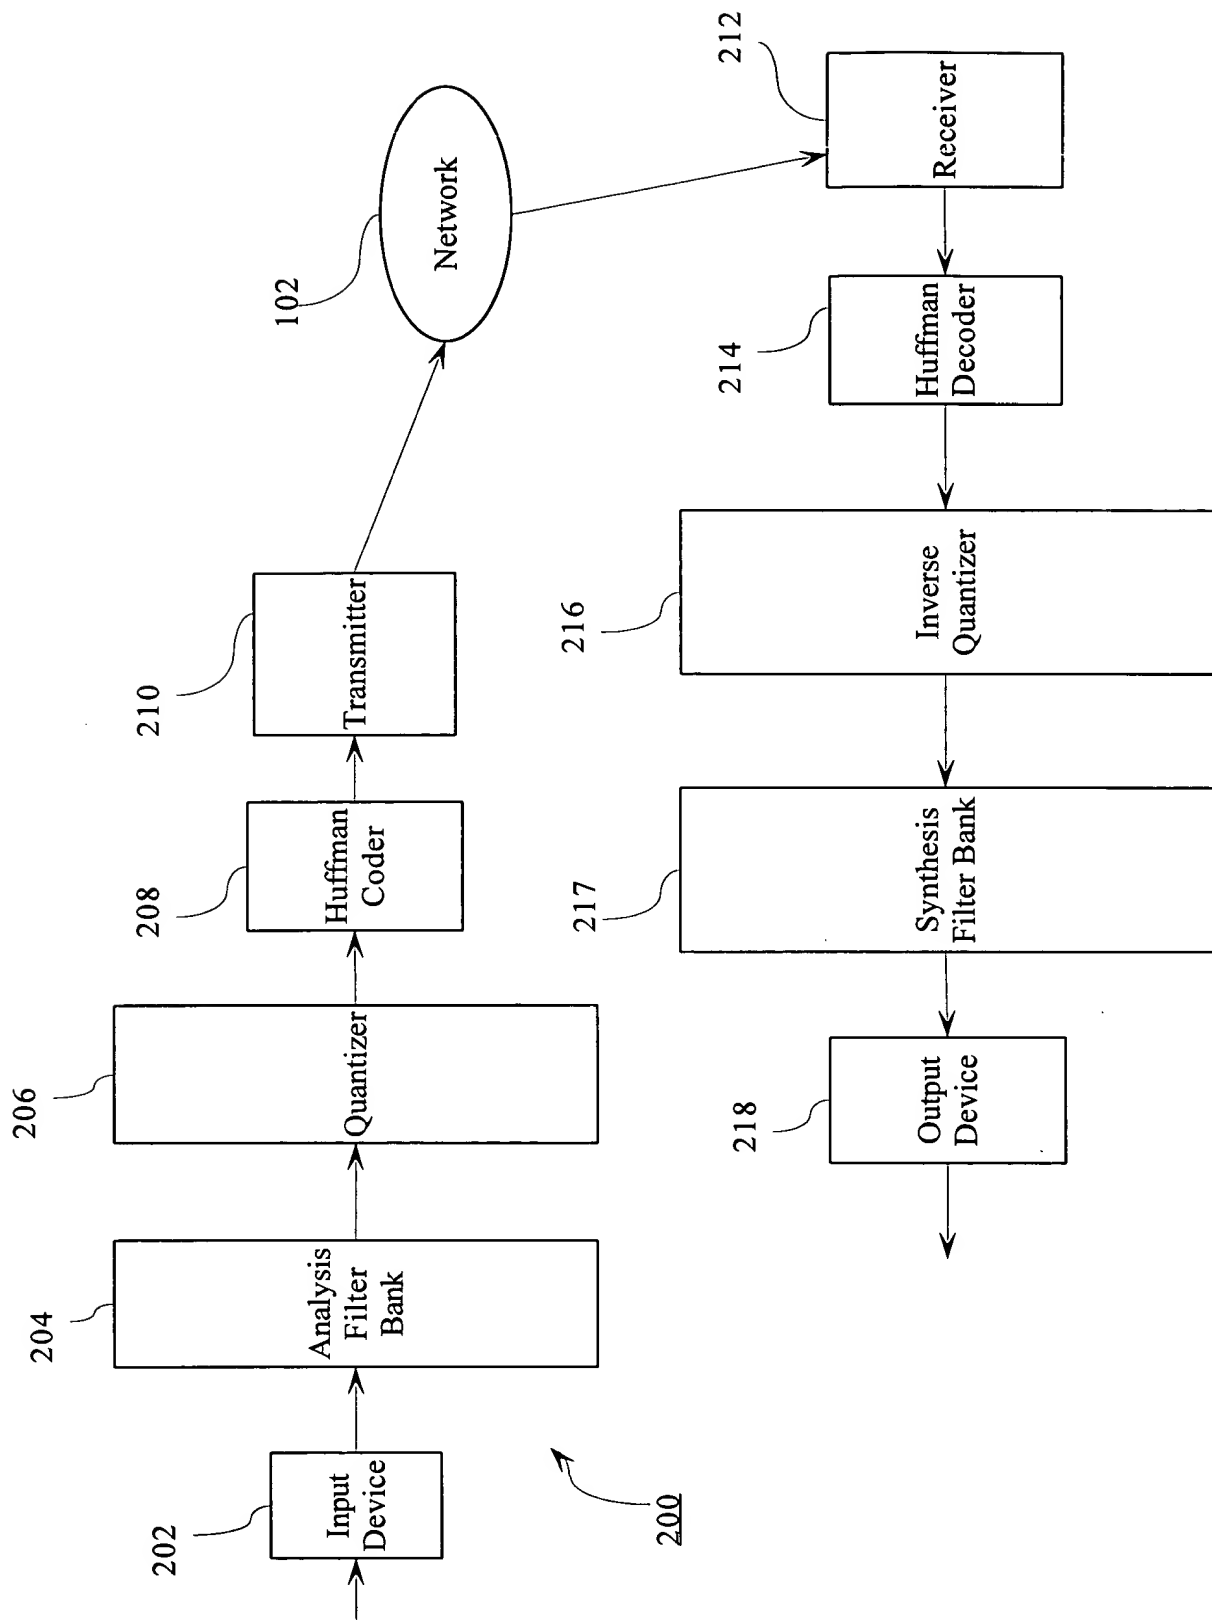 202
Input
Device
204
Analysis
Filter
Bank
206
Quantizer
208
Huffman
Coder
210
Transmitter
102
Network
212
Receiver
214
Huffman
Decoder
216
Inverse
Quantizer
217
Synthesis
Filter Bank
218
Output
Device
200